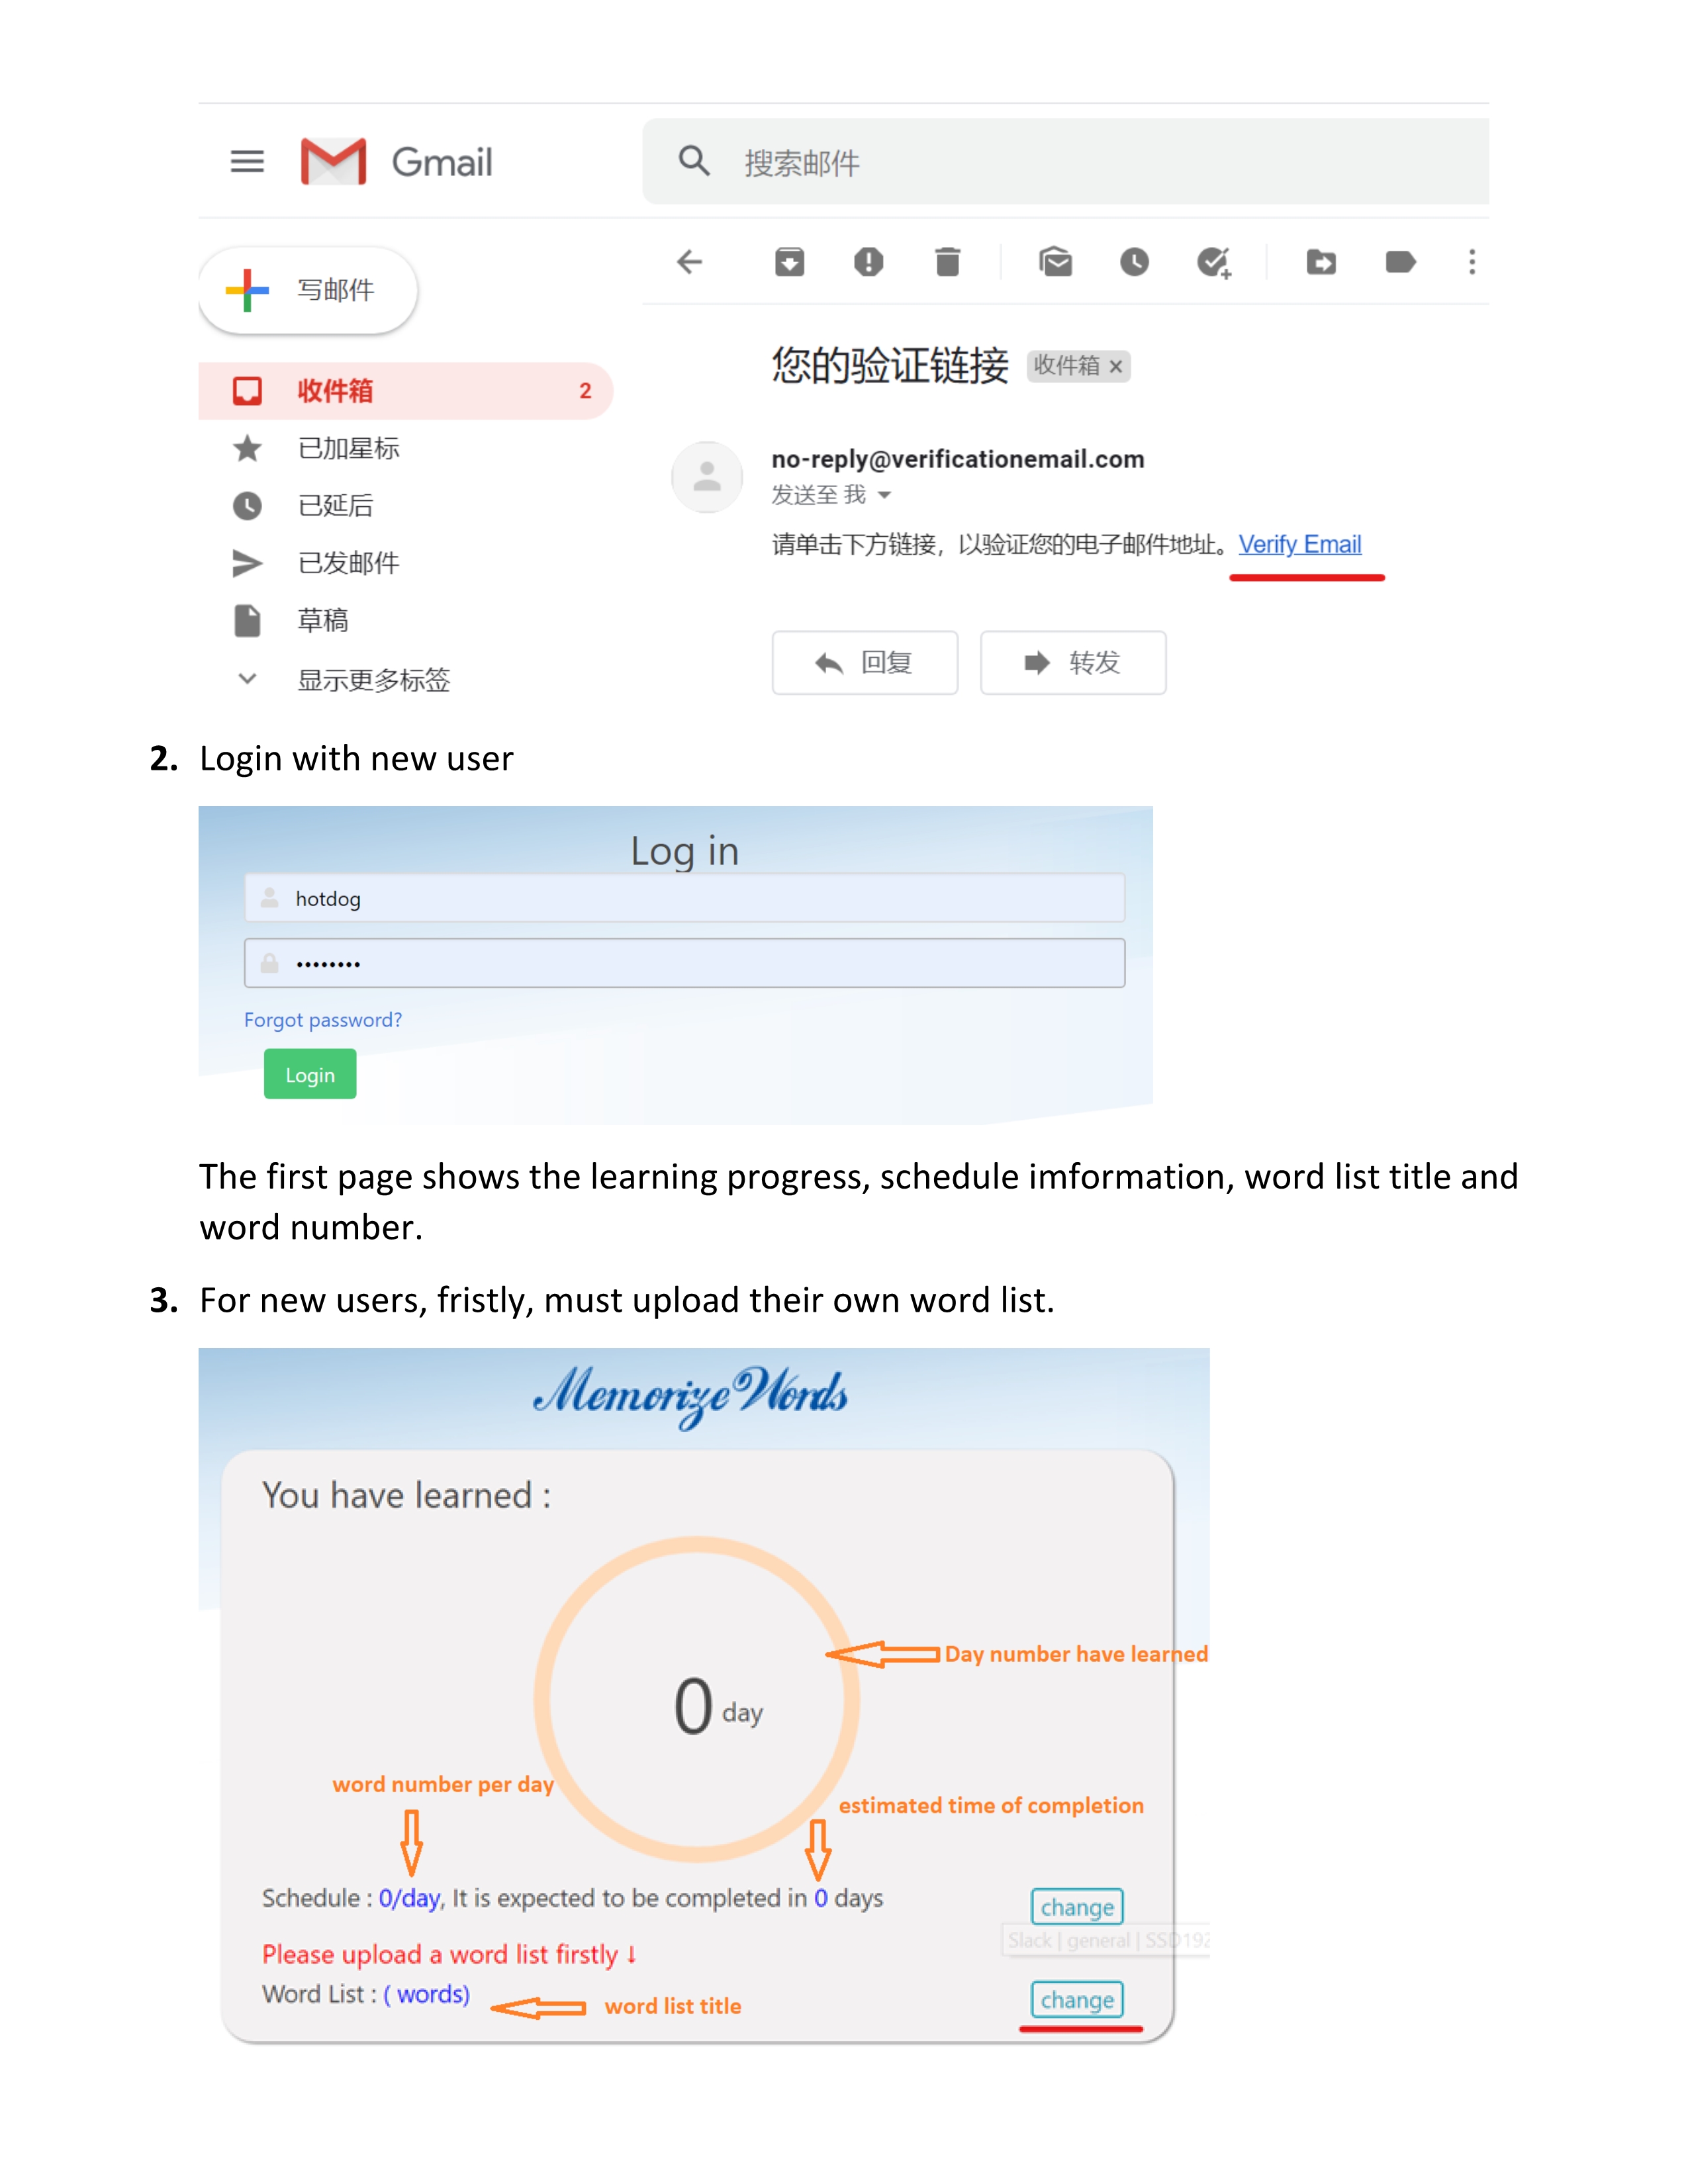 Gmail
搜索邮件
写邮件
收件箱 2
已加星标
已延后
已发邮件
草稿
显示更多标签
您的验证链接 收件箱 ×
no-reply@verificationemail.com
发送至 我
请单击下方链接，以验证您的电子邮件地址。Verify Email
回复 转发
2. Login with new user
Log in
hotdog
••••••••
Forgot password?
Login
The first page shows the learning progress, schedule imformation, word list title and
word number.
3. For new users, fristly, must upload their own word list.
MemorizeWords
You have learned :
Day number have learned
0 day
word number per day
estimated time of completion
Schedule : 0/day, It is expected to be completed in 0 days
change
Slack | general | SSD192
Please upload a word list firstly ↓
Word List : ( words)
word list title
change